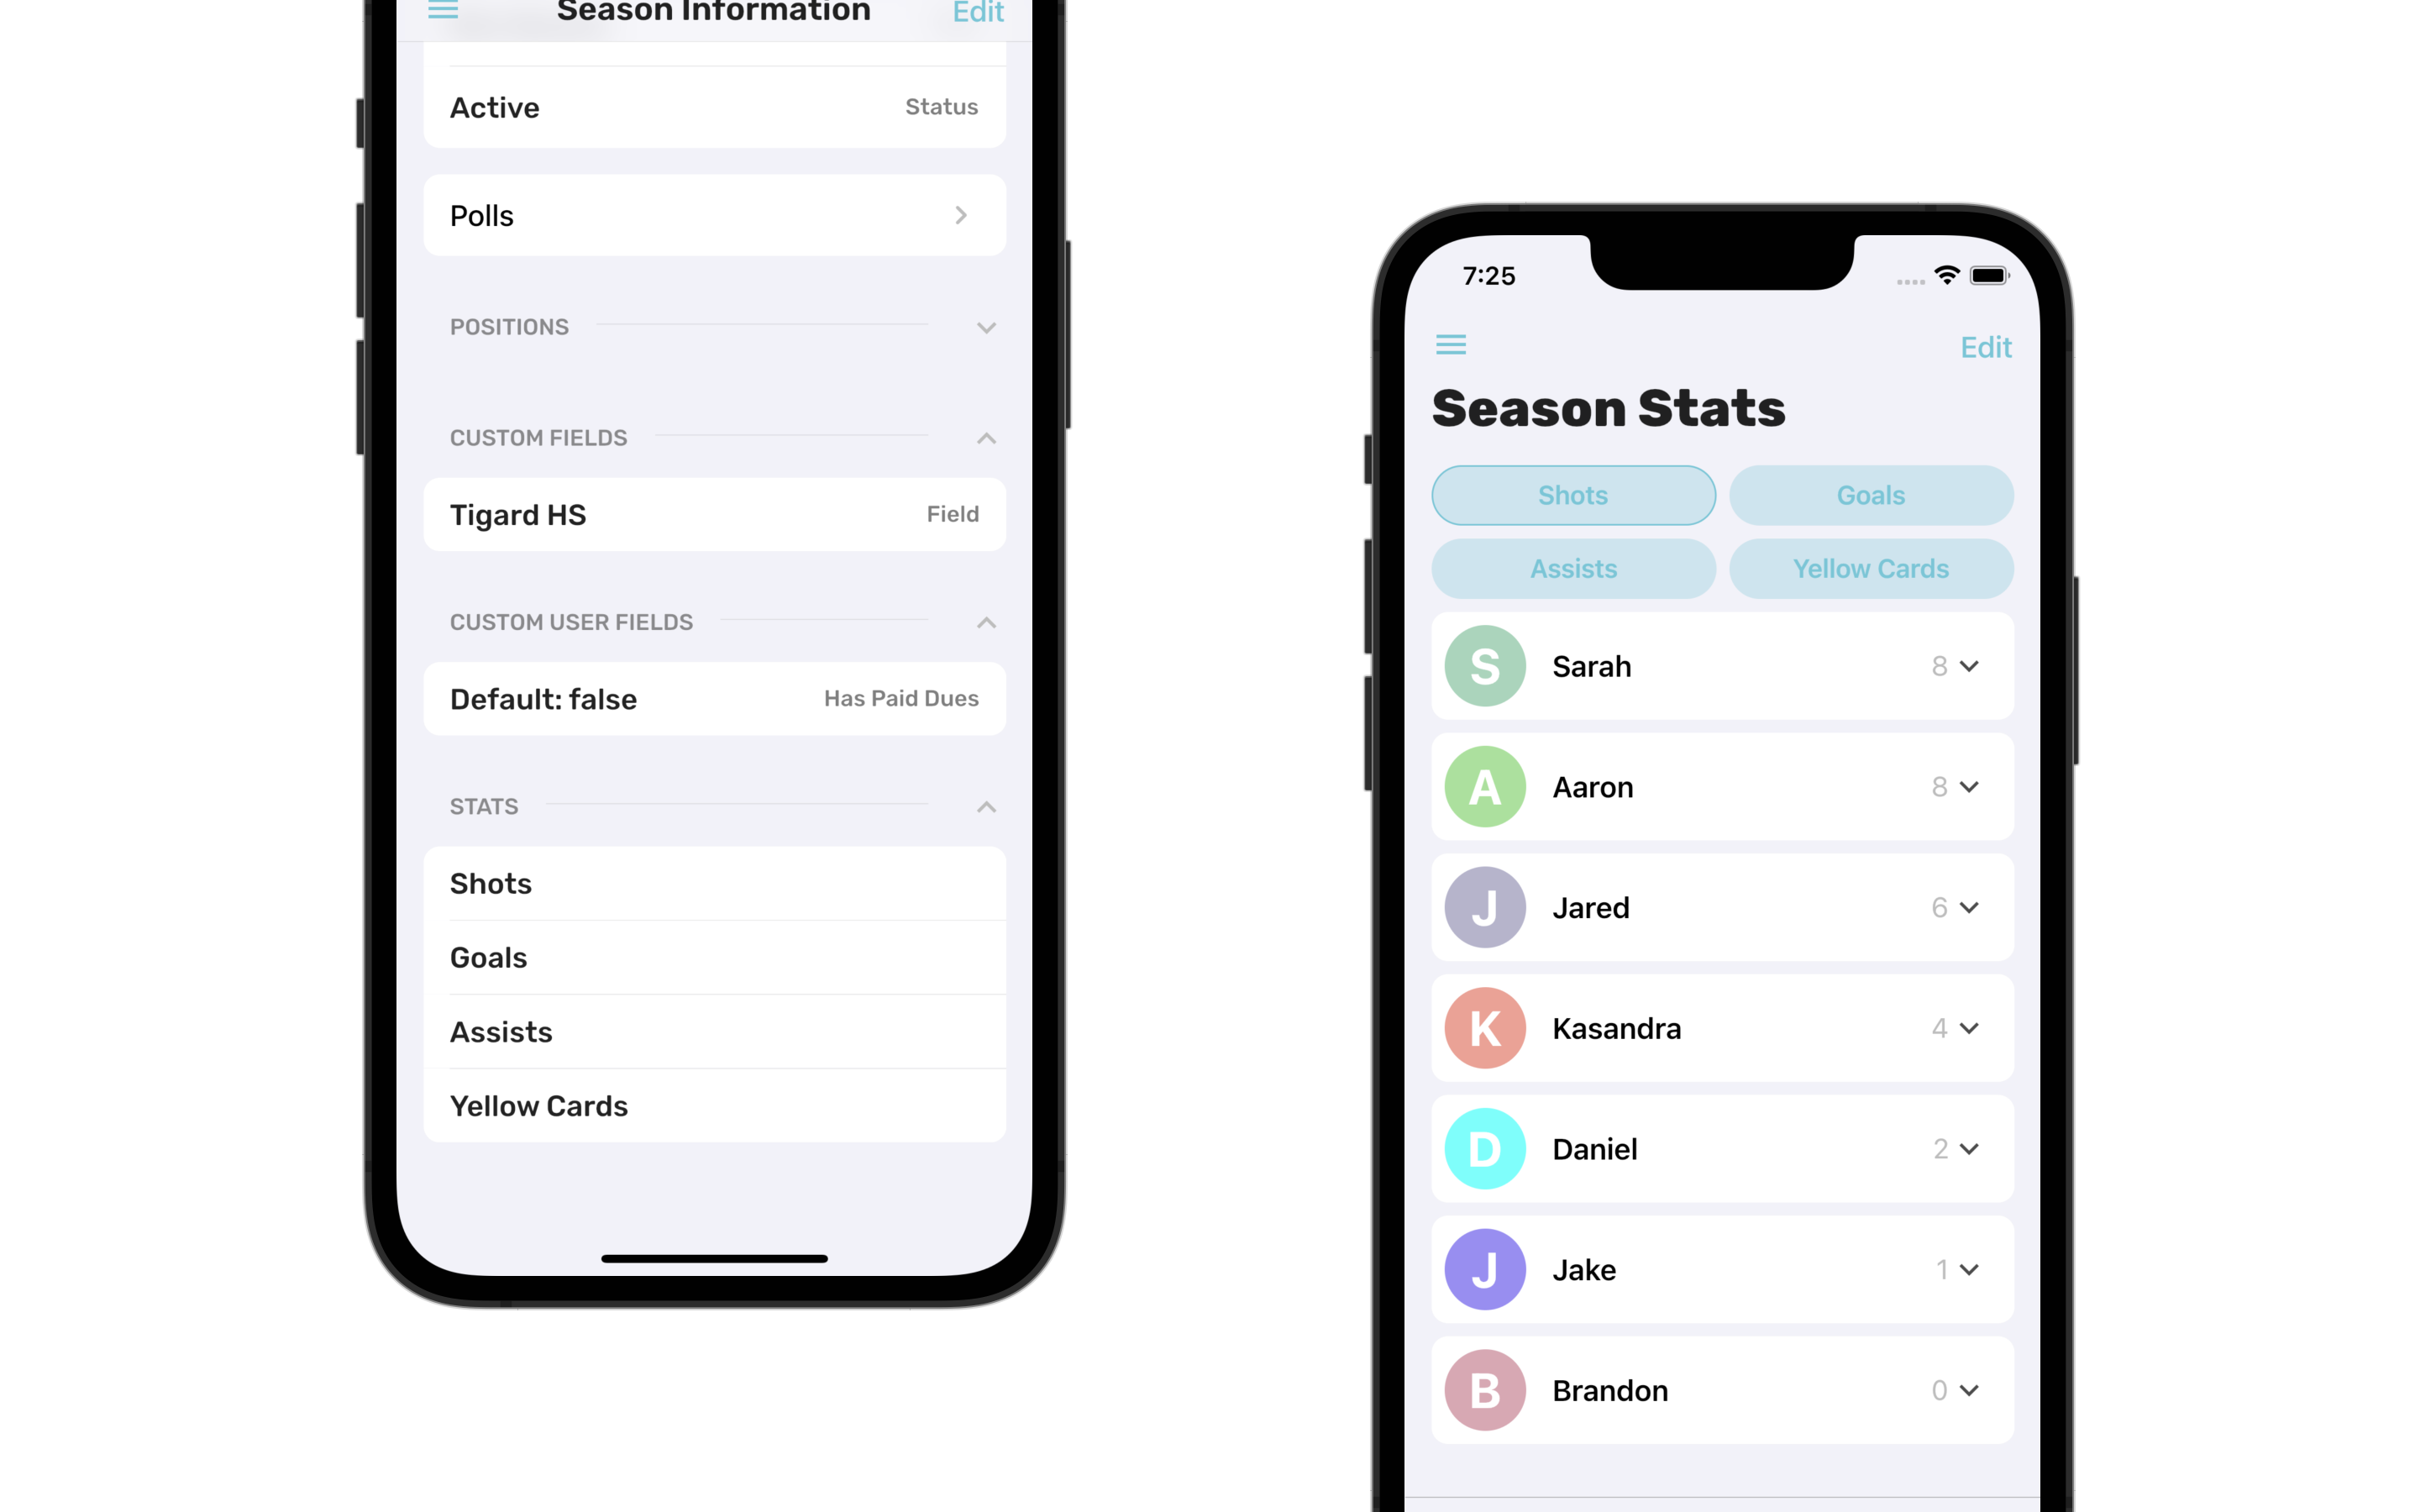 Season Information
Edit
Active
Status
Polls
POSITIONS
CUSTOM FIELDS
Tigard HS
Field
CUSTOM USER FIELDS
Default: false
Has Paid Dues
STATS
Shots
Goals
Assists
Yellow Cards
7:25
Edit
Season Stats
Shots
Goals
Assists
Yellow Cards
S
Sarah
8
A
Aaron
8
J
Jared
6
K
Kasandra
4
D
Daniel
2
J
Jake
1
B
Brandon
0